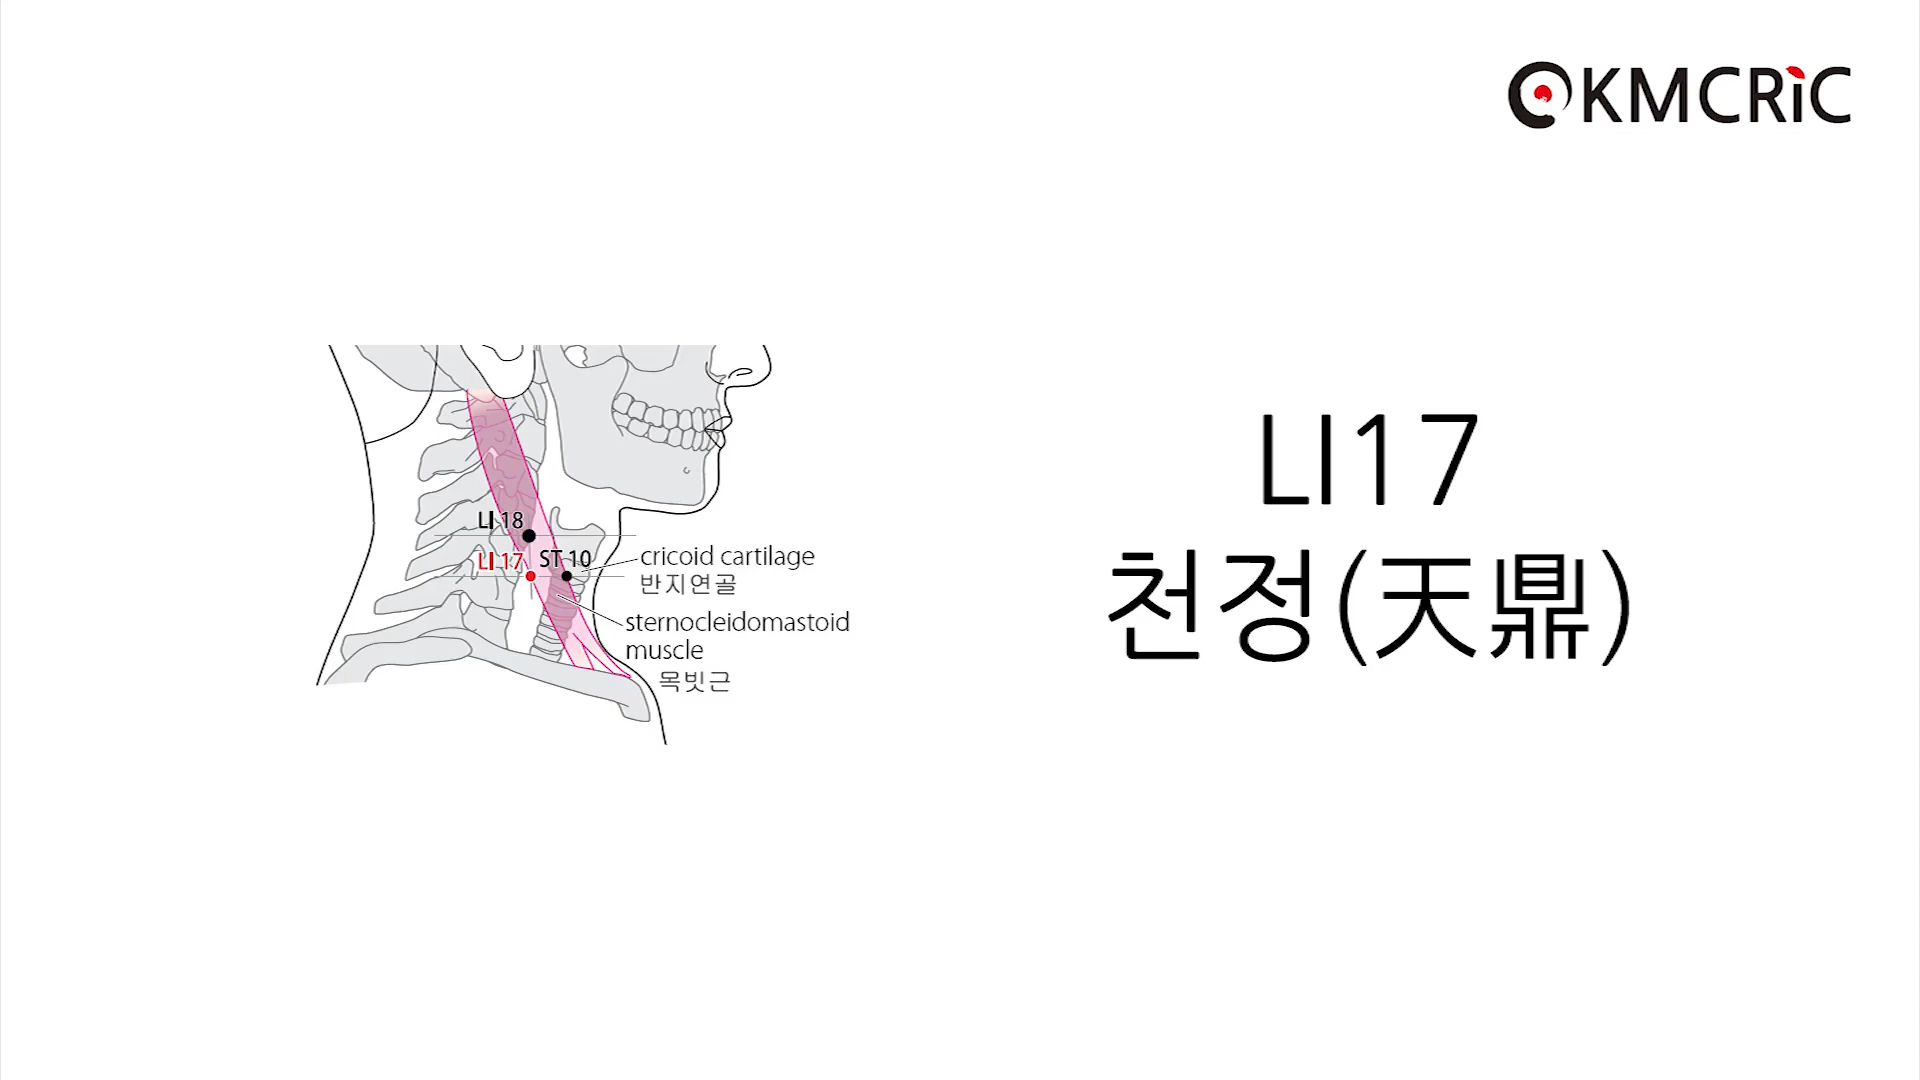 KMCRiC
LI 18
LI 17
ST 10
cricoid cartilage
반지연골
sternocleidomastoid
muscle
목빗근
LI17
천정(天鼎)